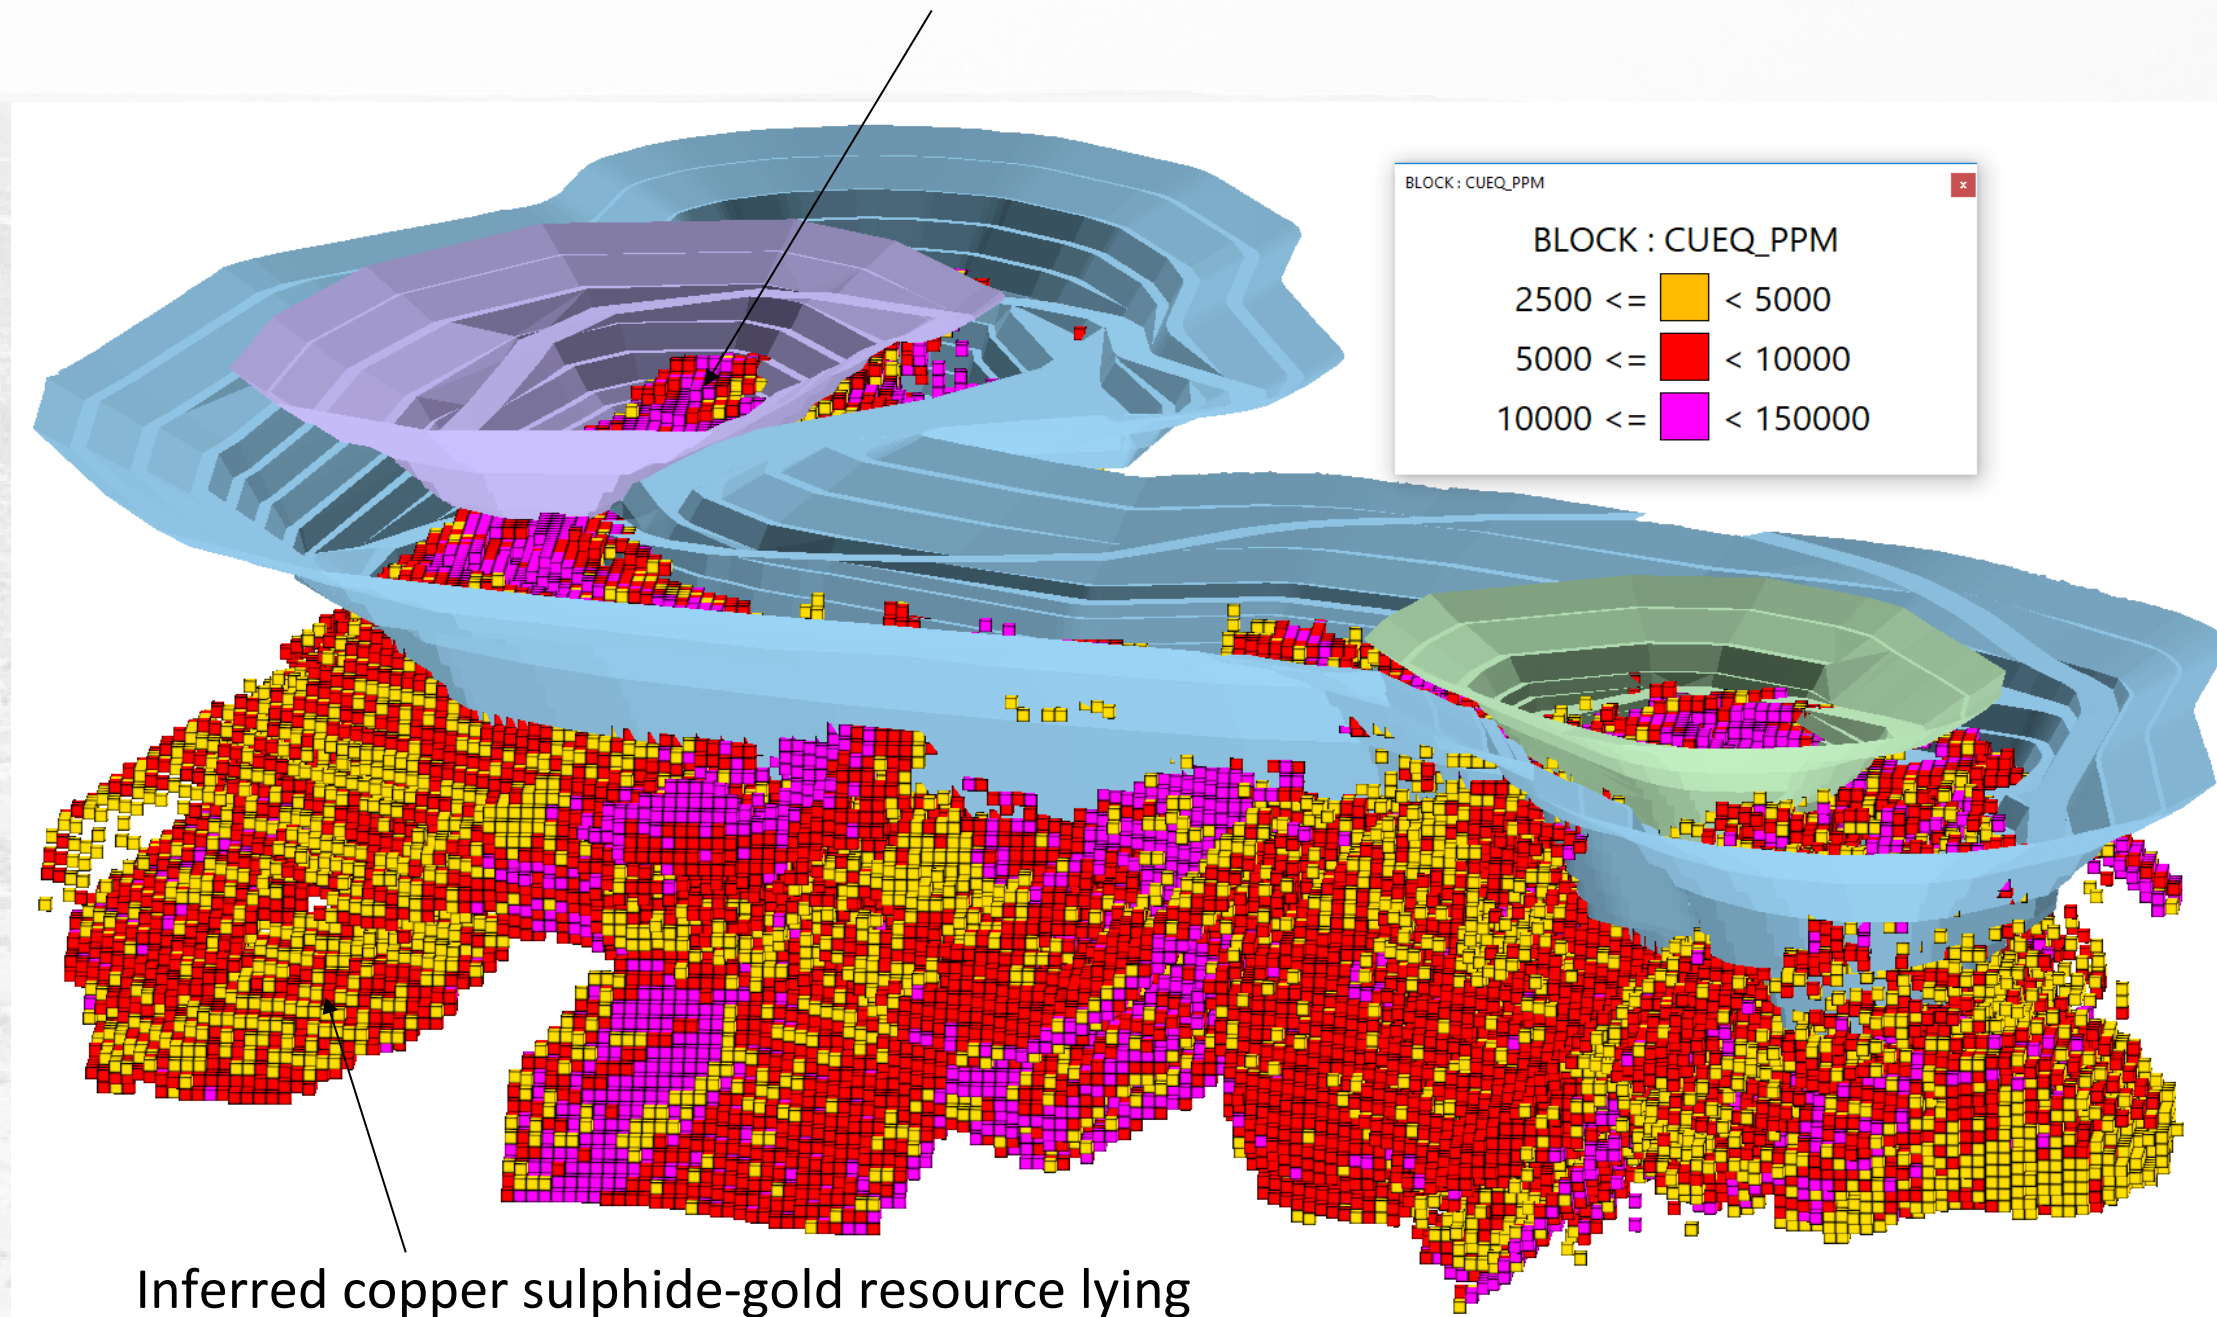 BLOCK : CUEQ_PPM
x
BLOCK : CUEQ_PPM
2500 <= < 5000
5000 <= < 10000
10000 <= < 150000
Inferred copper sulphide-gold resource lying